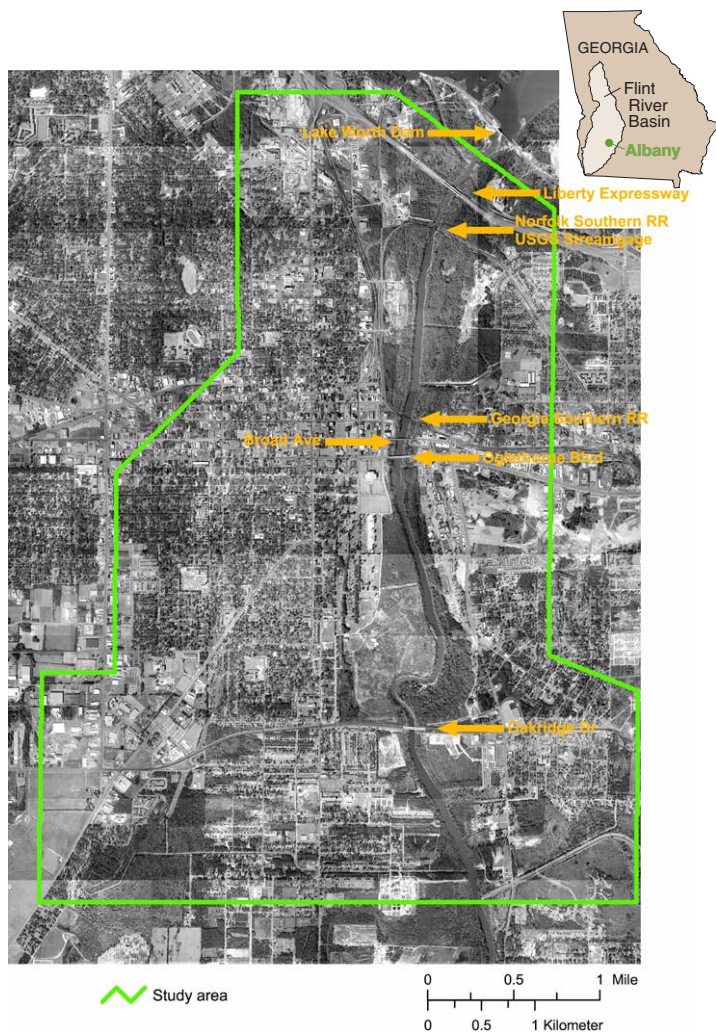 GEORGIA
Flint
River
Basin
Albany
Lake Worth Dam
Liberty Expressway
Norfolk Southern RR
USGS Streamgage
Georgia Southern RR
Broad Ave
Oglethorpe Blvd
Oakridge Dr
Study area
0 0.5 1 Mile
0 0.5 1 Kilometer